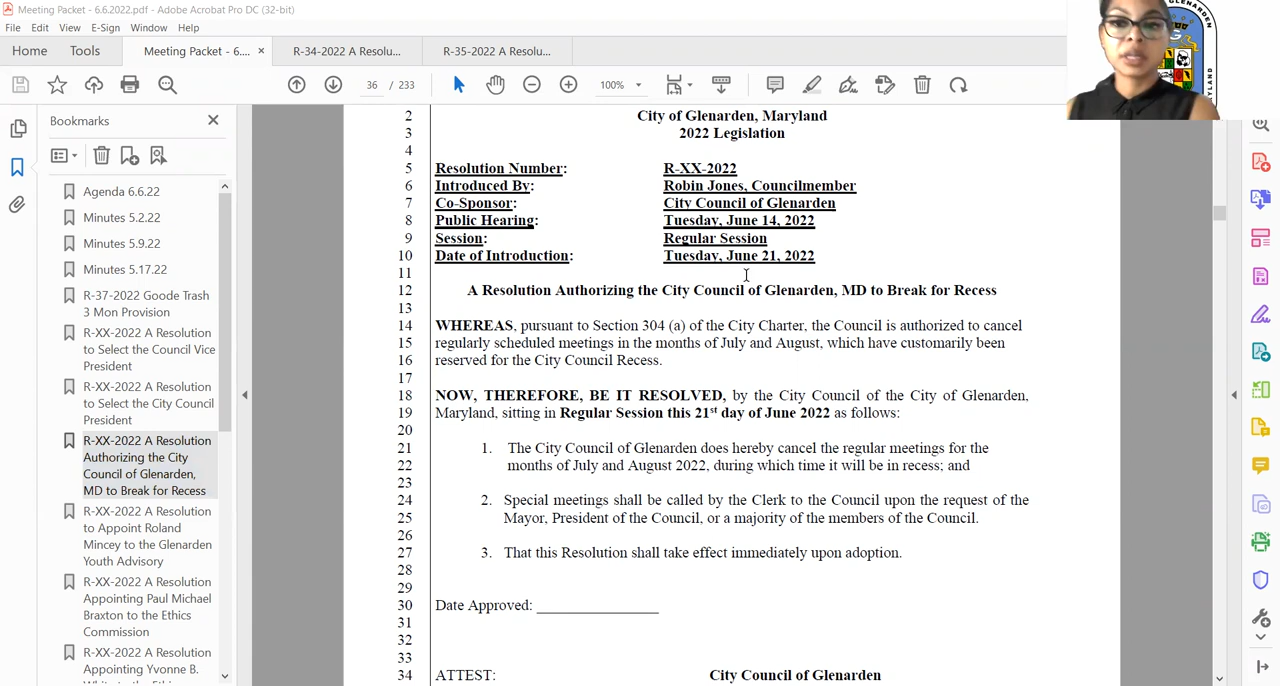 Meeting Packet - 6.6.2022.pdf - Adobe Acrobat Pro DC (32-bit)
File Edit View E-Sign Window Help
Home Tools Meeting Packet - 6.... × R-34-2022 A Resolu... R-35-2022 A Resolu...
36 / 233 100%
GLENARDEN
Bookmarks
Agenda 6.6.22
Minutes 5.2.22
Minutes 5.9.22
Minutes 5.17.22
R-37-2022 Goode Trash
3 Mon Provision
R-XX-2022 A Resolution
to Select the Council Vice
President
R-XX-2022 A Resolution
to Select the City Council
President
R-XX-2022 A Resolution
Authorizing the City
Council of Glenarden,
MD to Break for Recess
R-XX-2022 A Resolution
to Appoint Roland
Mincey to the Glenarden
Youth Advisory
R-XX-2022 A Resolution
Appointing Paul Michael
Braxton to the Ethics
Commission
R-XX-2022 A Resolution
Appointing Yvonne B.
2 City of Glenarden, Maryland
3 2022 Legislation
4
5 Resolution Number: R-XX-2022
6 Introduced By: Robin Jones, Councilmember
7 Co-Sponsor: City Council of Glenarden
8 Public Hearing: Tuesday, June 14, 2022
9 Session: Regular Session
10 Date of Introduction: Tuesday, June 21, 2022
11
12 A Resolution Authorizing the City Council of Glenarden, MD to Break for Recess
13
14 WHEREAS, pursuant to Section 304 (a) of the City Charter, the Council is authorized to cancel
15 regularly scheduled meetings in the months of July and August, which have customarily been
16 reserved for the City Council Recess.
17
18 NOW, THEREFORE, BE IT RESOLVED, by the City Council of the City of Glenarden,
19 Maryland, sitting in Regular Session this 21st day of June 2022 as follows:
20
21 1. The City Council of Glenarden does hereby cancel the regular meetings for the
22 months of July and August 2022, during which time it will be in recess; and
23
24 2. Special meetings shall be called by the Clerk to the Council upon the request of the
25 Mayor, President of the Council, or a majority of the members of the Council.
26
27 3. That this Resolution shall take effect immediately upon adoption.
28
29
30 Date Approved: ________________
31
32
33
34 ATTEST: City Council of Glenarden